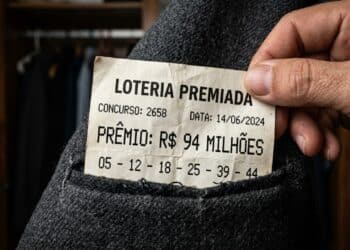 LOTERIA PREMIADA
CONCURSO: 2658 DATA: 14/06/2024
PRÊMIO: R$ 94 MILHÕES
05 - 12 - 18 - 25 - 39 - 44